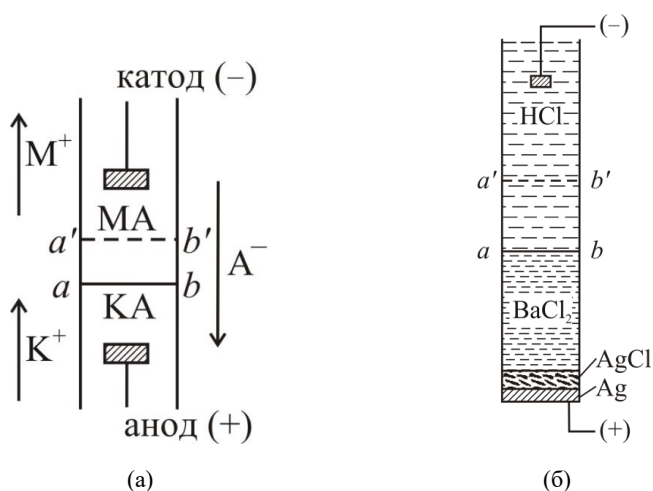 катод (–)
M⁺
MA
a′ b′
A⁻
a b
KA
K⁺
анод (+)
(а)
(–)
HCl
a′ b′
a b
BaCl₂
AgCl
Ag
(+)
(б)